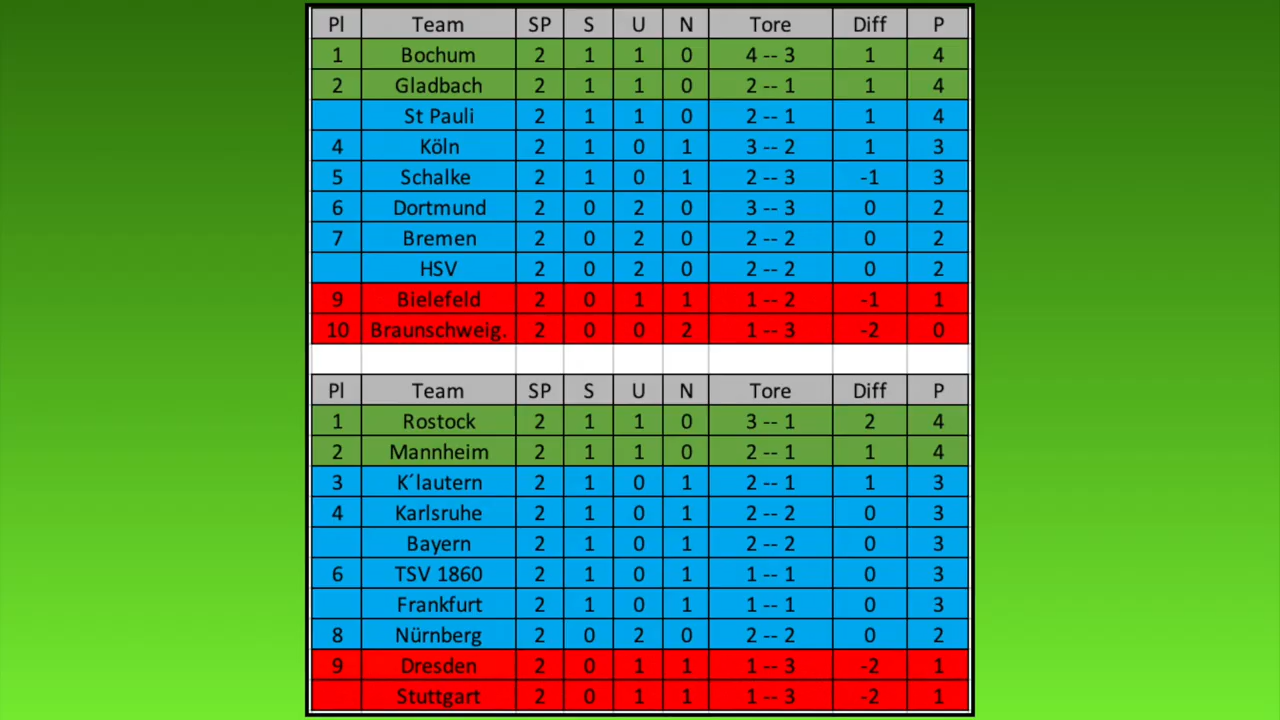 Pl Team SP S U N Tore Diff P
1 Bochum 2 1 1 0 4 -- 3 1 4
2 Gladbach 2 1 1 0 2 -- 1 1 4
St Pauli 2 1 1 0 2 -- 1 1 4
4 Köln 2 1 0 1 3 -- 2 1 3
5 Schalke 2 1 0 1 2 -- 3 -1 3
6 Dortmund 2 0 2 0 3 -- 3 0 2
7 Bremen 2 0 2 0 2 -- 2 0 2
HSV 2 0 2 0 2 -- 2 0 2
9 Bielefeld 2 0 1 1 1 -- 2 -1 1
10 Braunschweig. 2 0 0 2 1 -- 3 -2 0
Pl Team SP S U N Tore Diff P
1 Rostock 2 1 1 0 3 -- 1 2 4
2 Mannheim 2 1 1 0 2 -- 1 1 4
3 K´lautern 2 1 0 1 2 -- 1 1 3
4 Karlsruhe 2 1 0 1 2 -- 2 0 3
Bayern 2 1 0 1 2 -- 2 0 3
6 TSV 1860 2 1 0 1 1 -- 1 0 3
Frankfurt 2 1 0 1 1 -- 1 0 3
8 Nürnberg 2 0 2 0 2 -- 2 0 2
9 Dresden 2 0 1 1 1 -- 3 -2 1
Stuttgart 2 0 1 1 1 -- 3 -2 1